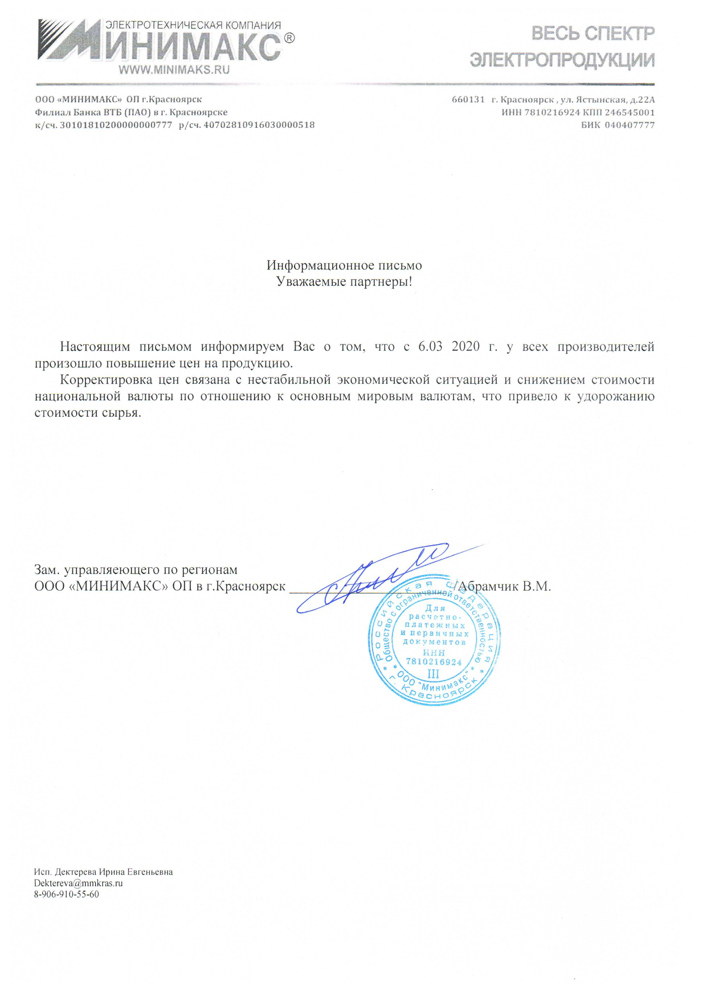 ЭЛЕКТРОТЕХНИЧЕСКАЯ КОМПАНИЯ
МИНИМАКС®
WWW.MINIMAKS.RU
ВЕСЬ СПЕКТР
ЭЛЕКТРОПРОДУКЦИИ
ООО «МИНИМАКС» ОП г.Красноярск
Филиал Банка ВТБ (ПАО) в г. Красноярске
к/сч. 30101810200000000777 р/сч. 40702810916030000518
660131 г. Красноярск , ул. Ястынская, д.22А
ИНН 7810216924 КПП 246545001
БИК 040407777
Информационное письмо
Уважаемые партнеры!
Настоящим письмом информируем Вас о том, что с 6.03 2020 г. у всех производителей
произошло повышение цен на продукцию.
Корректировка цен связана с нестабильной экономической ситуацией и снижением стоимости
национальной валюты по отношению к основным мировым валютам, что привело к удорожанию
стоимости сырья.
Зам. управляеющего по регионам
ООО «МИНИМАКС» ОП в г.Красноярск ______________________/Абрамчик В.М.
Российская Федерация
Общество с ограниченной ответственностью
Для
расчетно-
платежных
и первичных
документов
ИНН
7810216924
III
* ООО "Минимакс" *
* г. Красноярск *
Исп. Дектерева Ирина Евгеньевна
Dektereva@mmkras.ru
8-906-910-55-60